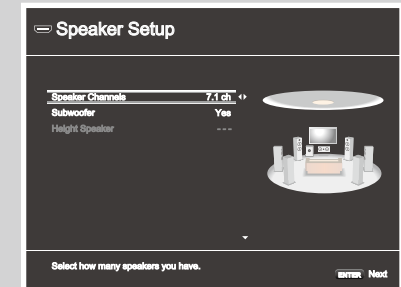 Speaker Setup
Speaker Channels 7.1 ch
Subwoofer Yes
Height Speaker ---
Select how many speakers you have.
ENTER Next